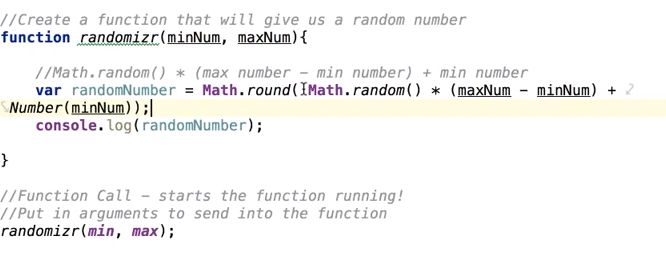 //Create a function that will give us a random number
function randomizr(minNum, maxNum){
//Math.random() * (max number – min number) + min number
var randomNumber = Math.round(Math.random() * (maxNum – minNum) +
Number(minNum));
console.log(randomNumber);
}
//Function Call – starts the function running!
//Put in arguments to send into the function
randomizr(min, max);